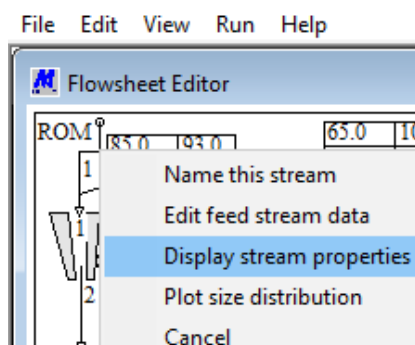 File Edit View Run Help
Flowsheet Editor
ROM 85.0 93.0 65.0
1 Name this stream
Edit feed stream data
1
Display stream properties
2 Plot size distribution
Cancel